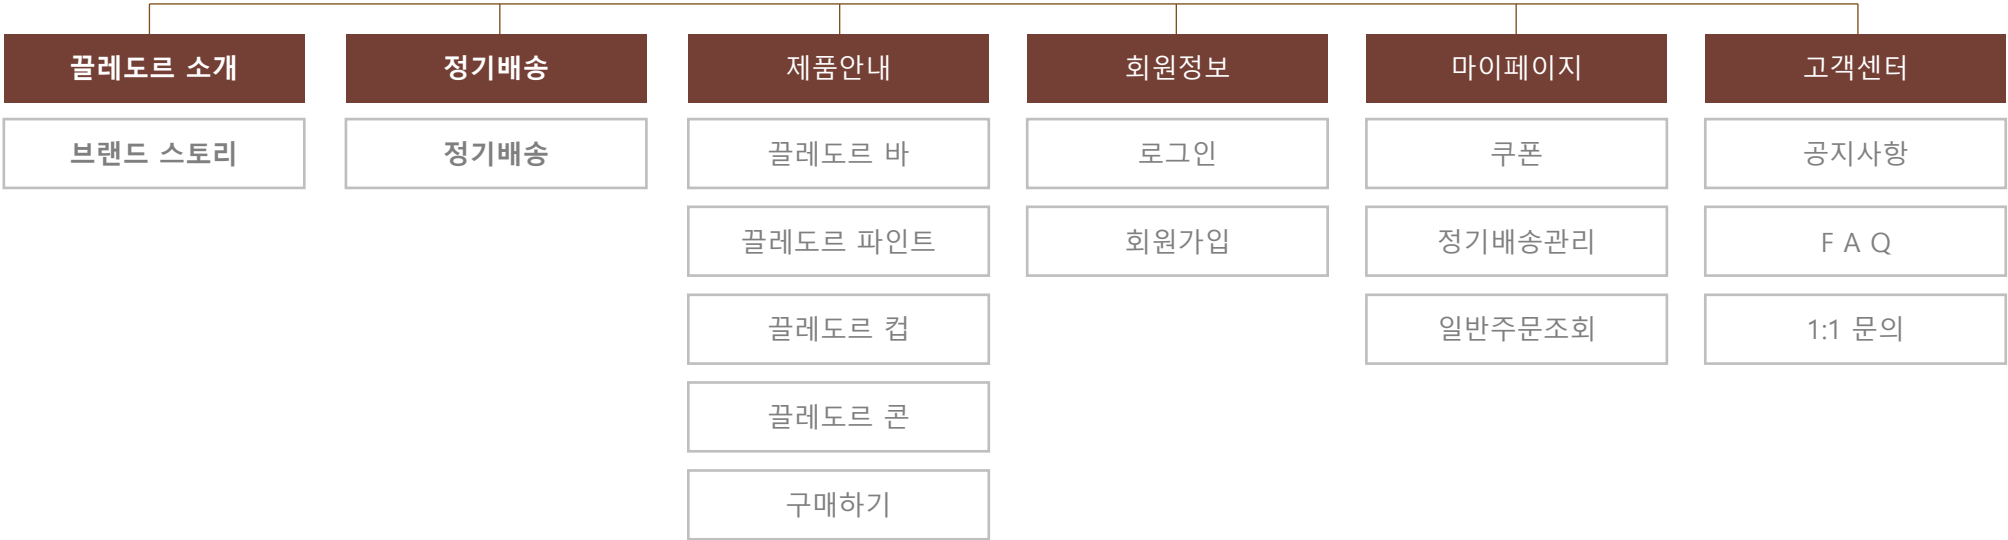 끌레도르 소개
정기배송
제품안내
회원정보
마이페이지
고객센터
브랜드 스토리
정기배송
끌레도르 바
로그인
쿠폰
공지사항
끌레도르 파인트
회원가입
정기배송관리
F A Q
끌레도르 컵
일반주문조회
1:1 문의
끌레도르 콘
구매하기